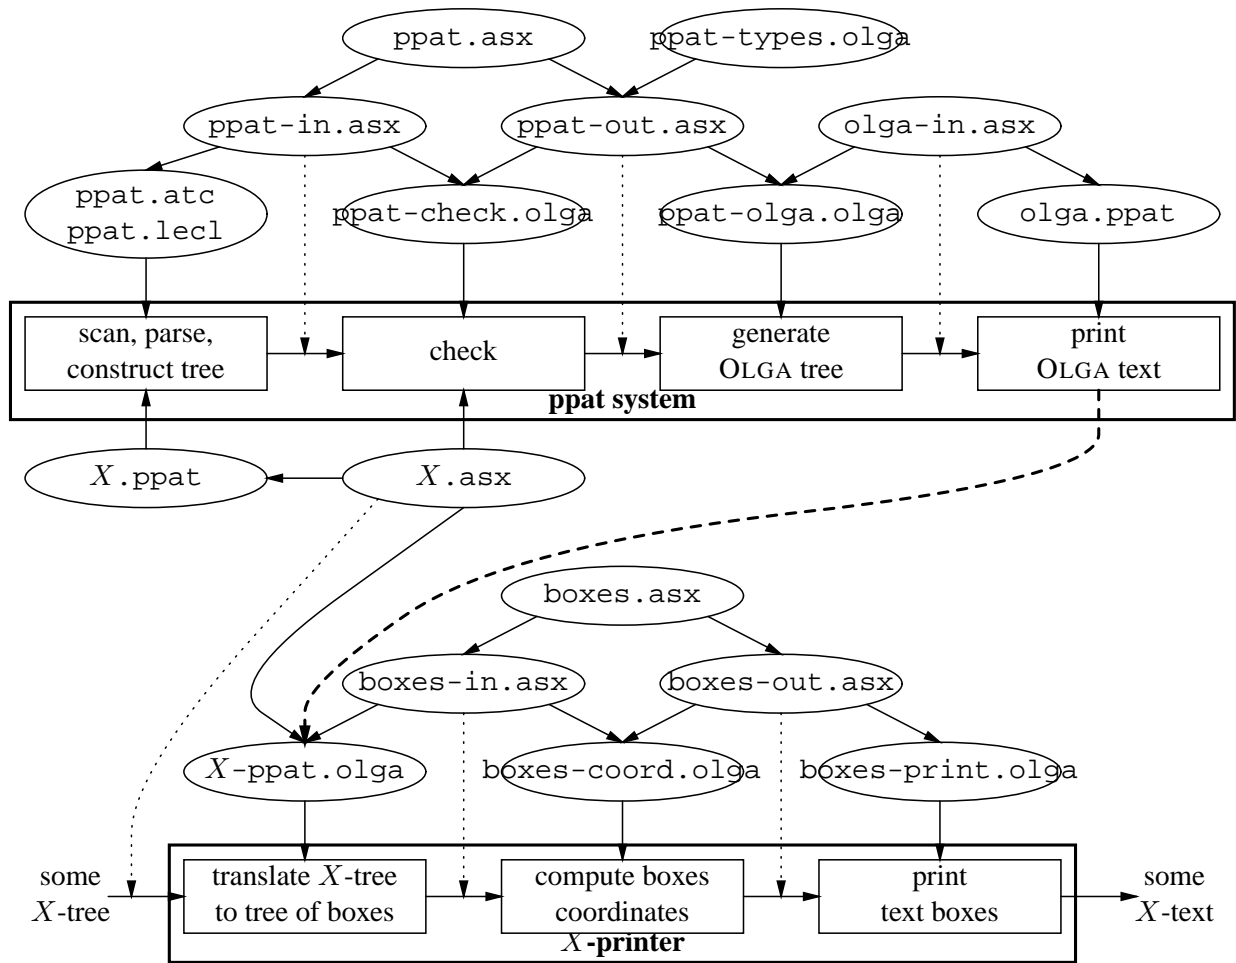 ppat.asx
ppat-types.olga
ppat-in.asx
ppat-out.asx
olga-in.asx
ppat.atc
ppat.lecl
ppat-check.olga
ppat-olga.olga
olga.ppat
scan, parse,
construct tree
check
generate
OLGA tree
print
OLGA text
ppat system
X.ppat
X.asx
boxes.asx
boxes-in.asx
boxes-out.asx
X-ppat.olga
boxes-coord.olga
boxes-print.olga
some
X-tree
translate X-tree
to tree of boxes
compute boxes
coordinates
print
text boxes
some
X-text
X-printer